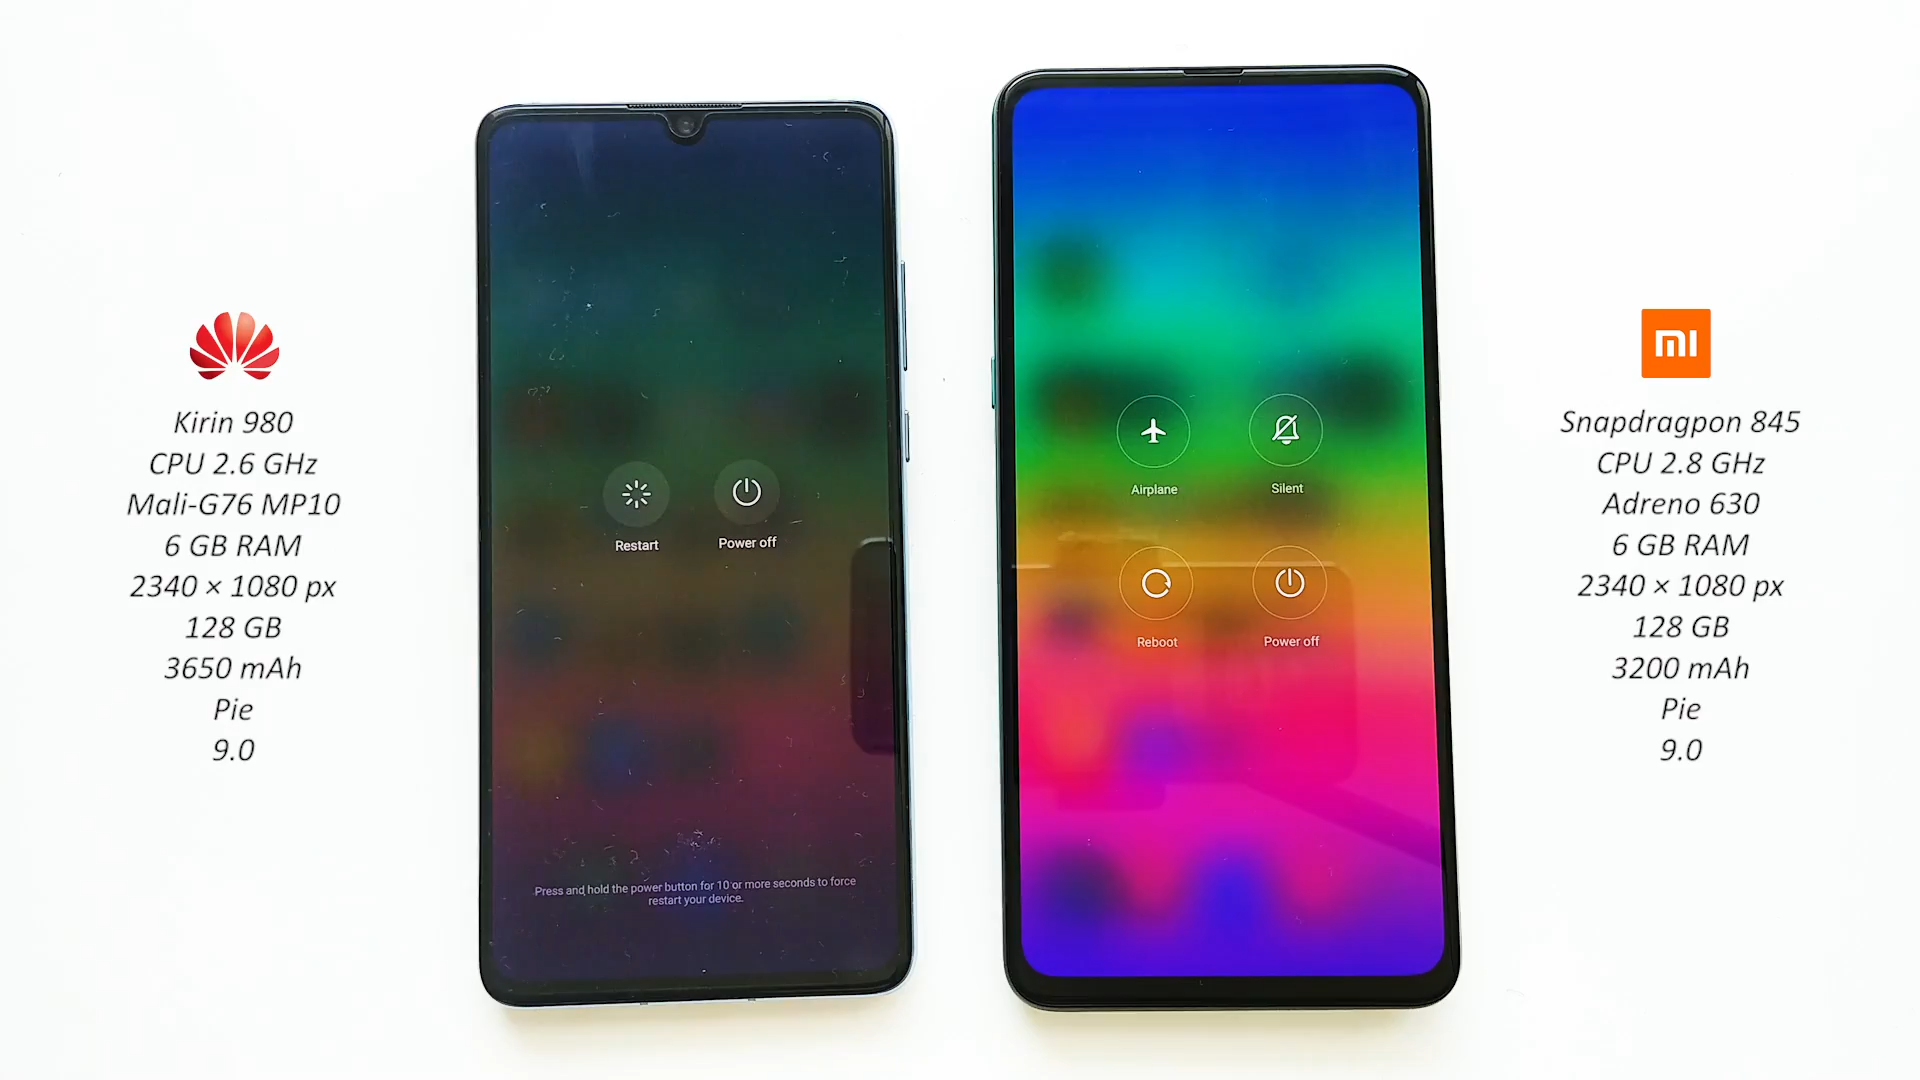 Kirin 980
CPU 2.6 GHz
Mali-G76 MP10
6 GB RAM
2340 × 1080 px
128 GB
3650 mAh
Pie
9.0
Restart
Power off
Press and hold the power button for 10 or more seconds to force
restart your device.
Airplane
Silent
Reboot
Power off
mi
Snapdragpon 845
CPU 2.8 GHz
Adreno 630
6 GB RAM
2340 × 1080 px
128 GB
3200 mAh
Pie
9.0